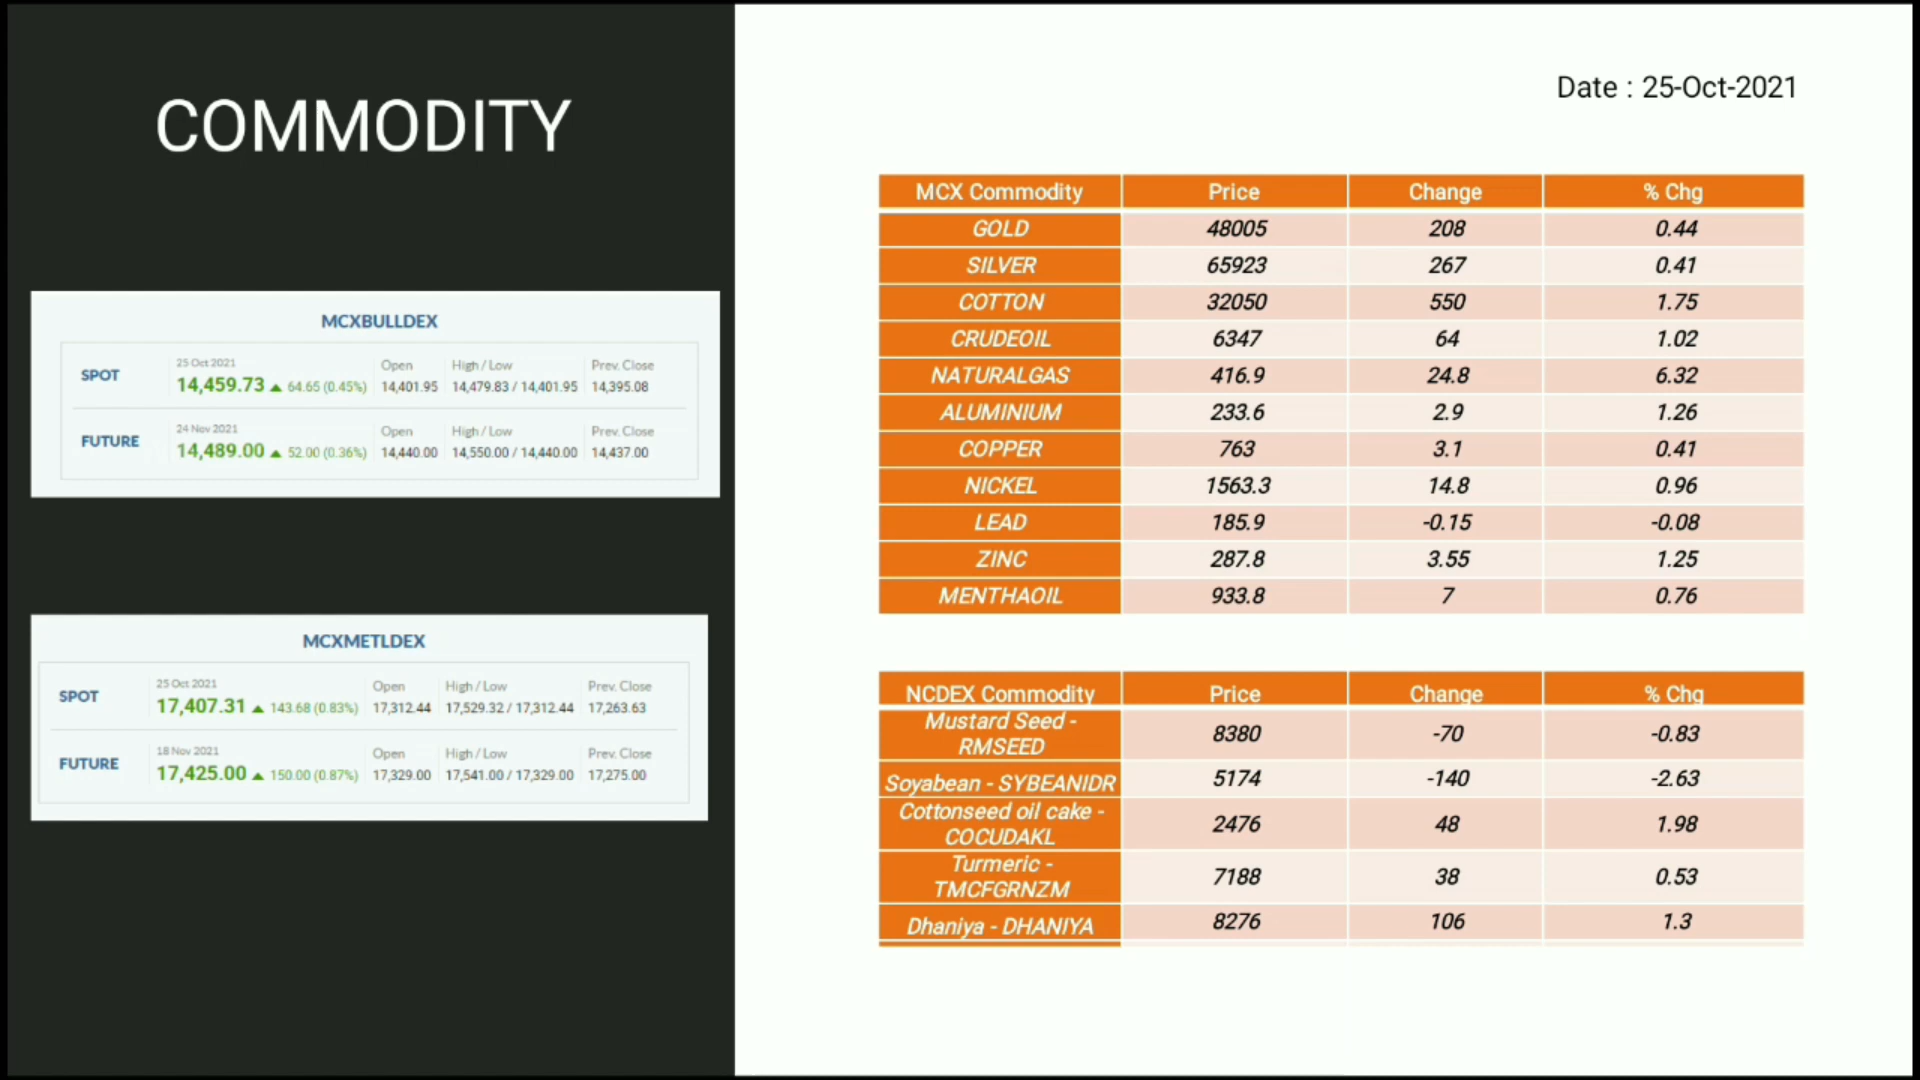 COMMODITY
MCXBULLDEX
SPOT 25 Oct 2021 14,459.73 ▲ 64.65 (0.45%) Open 14,401.95 High / Low 14,479.83 / 14,401.95 Prev. Close 14,395.08
FUTURE 24 Nov 2021 14,489.00 ▲ 52.00 (0.36%) Open 14,440.00 High / Low 14,550.00 / 14,440.00 Prev. Close 14,437.00
MCXMETLDEX
SPOT 25 Oct 2021 17,407.31 ▲ 143.68 (0.83%) Open 17,312.44 High / Low 17,529.32 / 17,312.44 Prev. Close 17,263.63
FUTURE 18 Nov 2021 17,425.00 ▲ 150.00 (0.87%) Open 17,329.00 High / Low 17,541.00 / 17,329.00 Prev. Close 17,275.00
Date : 25-Oct-2021
MCX Commodity Price Change % Chg
GOLD 48005 208 0.44
SILVER 65923 267 0.41
COTTON 32050 550 1.75
CRUDEOIL 6347 64 1.02
NATURALGAS 416.9 24.8 6.32
ALUMINIUM 233.6 2.9 1.26
COPPER 763 3.1 0.41
NICKEL 1563.3 14.8 0.96
LEAD 185.9 -0.15 -0.08
ZINC 287.8 3.55 1.25
MENTHAOIL 933.8 7 0.76
NCDEX Commodity Price Change % Chg
Mustard Seed -
RMSEED 8380 -70 -0.83
Soyabean - SYBEANIDR 5174 -140 -2.63
Cottonseed oil cake -
COCUDAKL 2476 48 1.98
Turmeric -
TMCFGRNZM 7188 38 0.53
Dhaniya - DHANIYA 8276 106 1.3